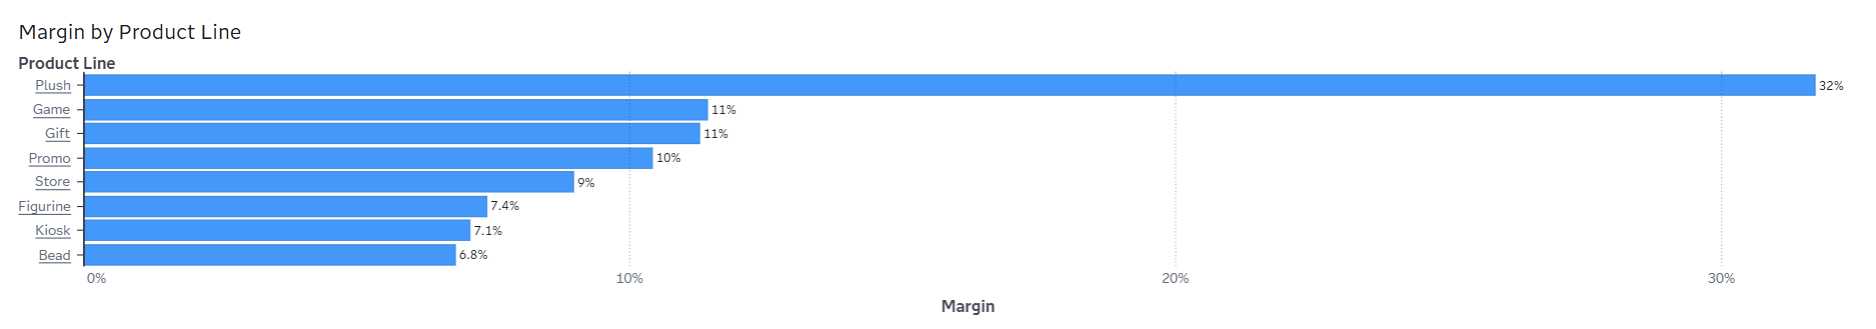 Margin by Product Line
Product Line
Plush 32%
Game 11%
Gift 11%
Promo 10%
Store 9%
Figurine 7.4%
Kiosk 7.1%
Bead 6.8%
0% 10% 20% 30%
Margin